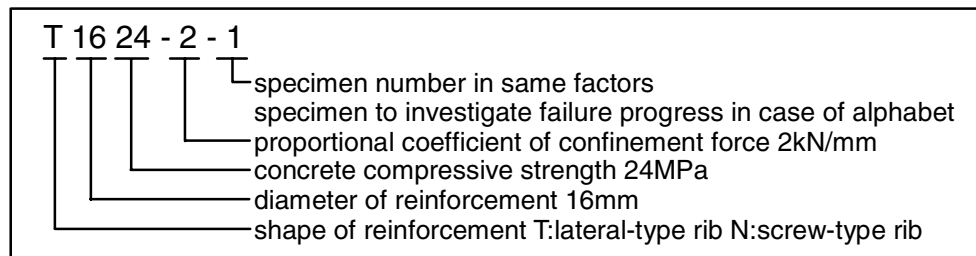 T 16 24 - 2 - 1
specimen number in same factors
specimen to investigate failure progress in case of alphabet
proportional coefficient of confinement force 2kN/mm
concrete compressive strength 24MPa
diameter of reinforcement 16mm
shape of reinforcement T:lateral-type rib N:screw-type rib